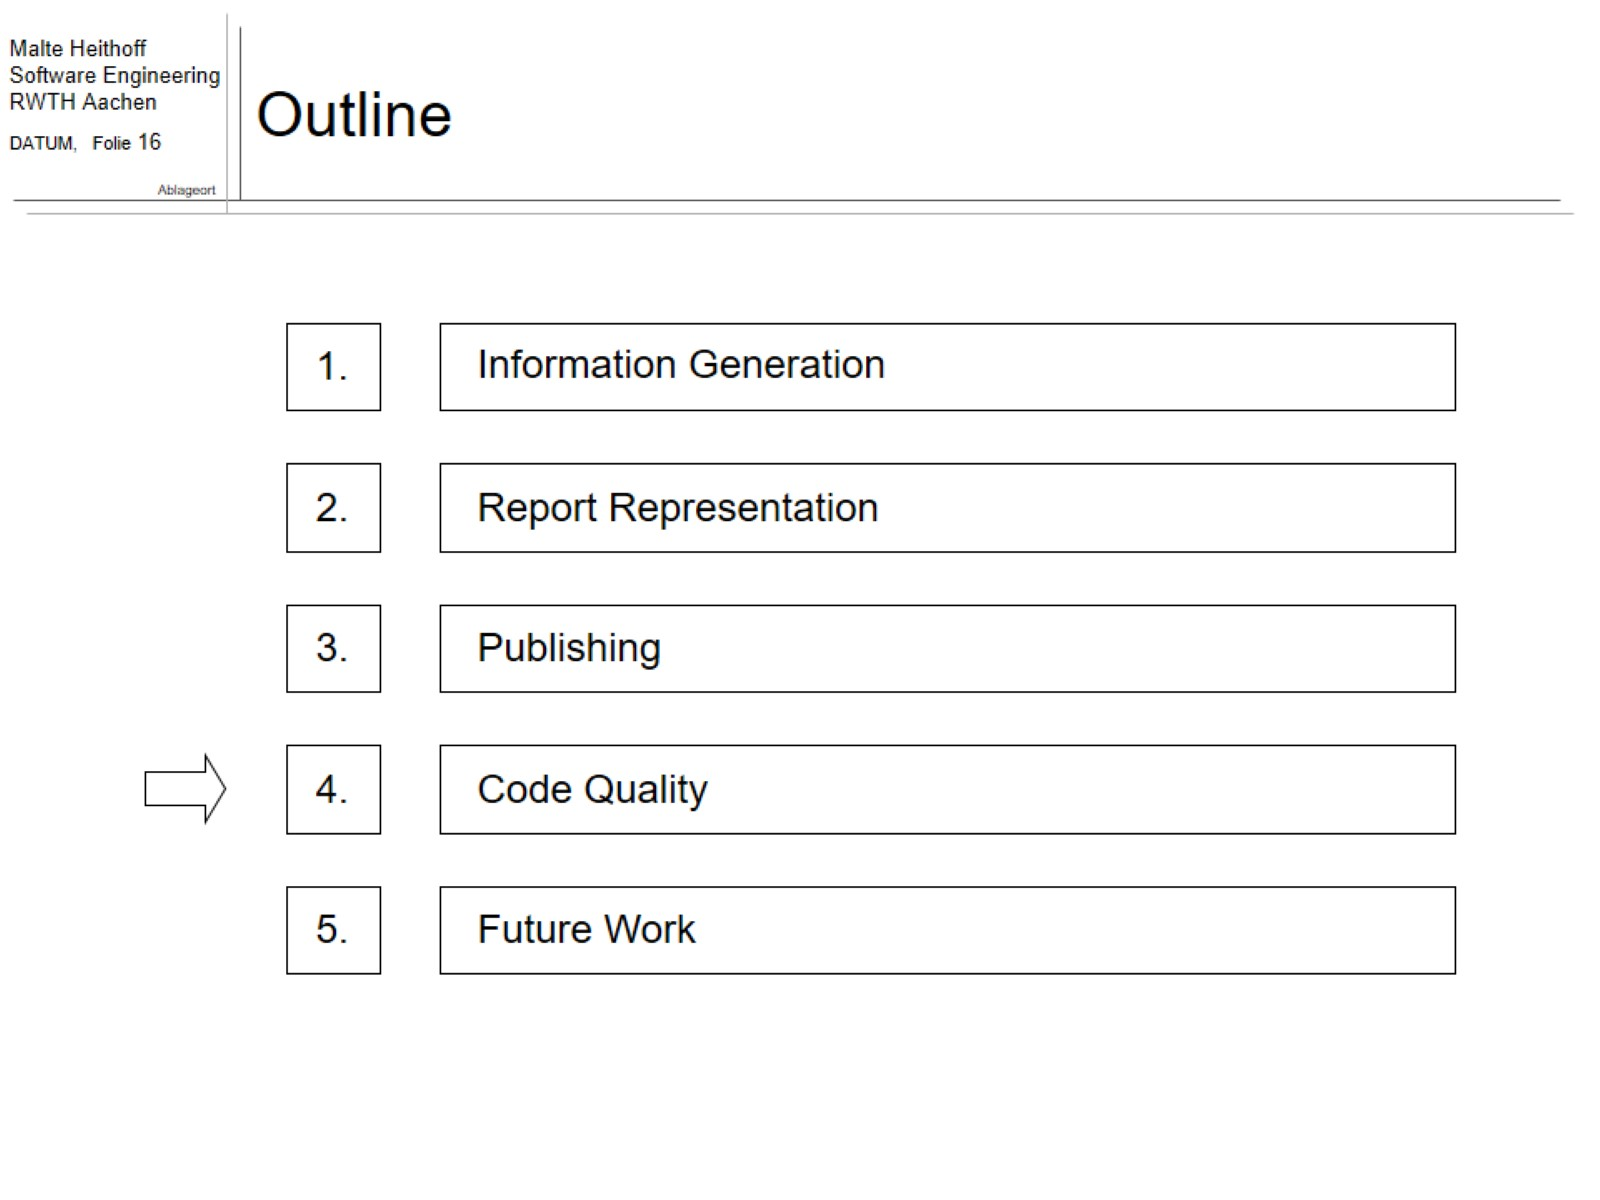 Malte Heithoff
Software Engineering
RWTH Aachen
DATUM, Folie 16
Ablageort
Outline
1. Information Generation
2. Report Representation
3. Publishing
4. Code Quality
5. Future Work